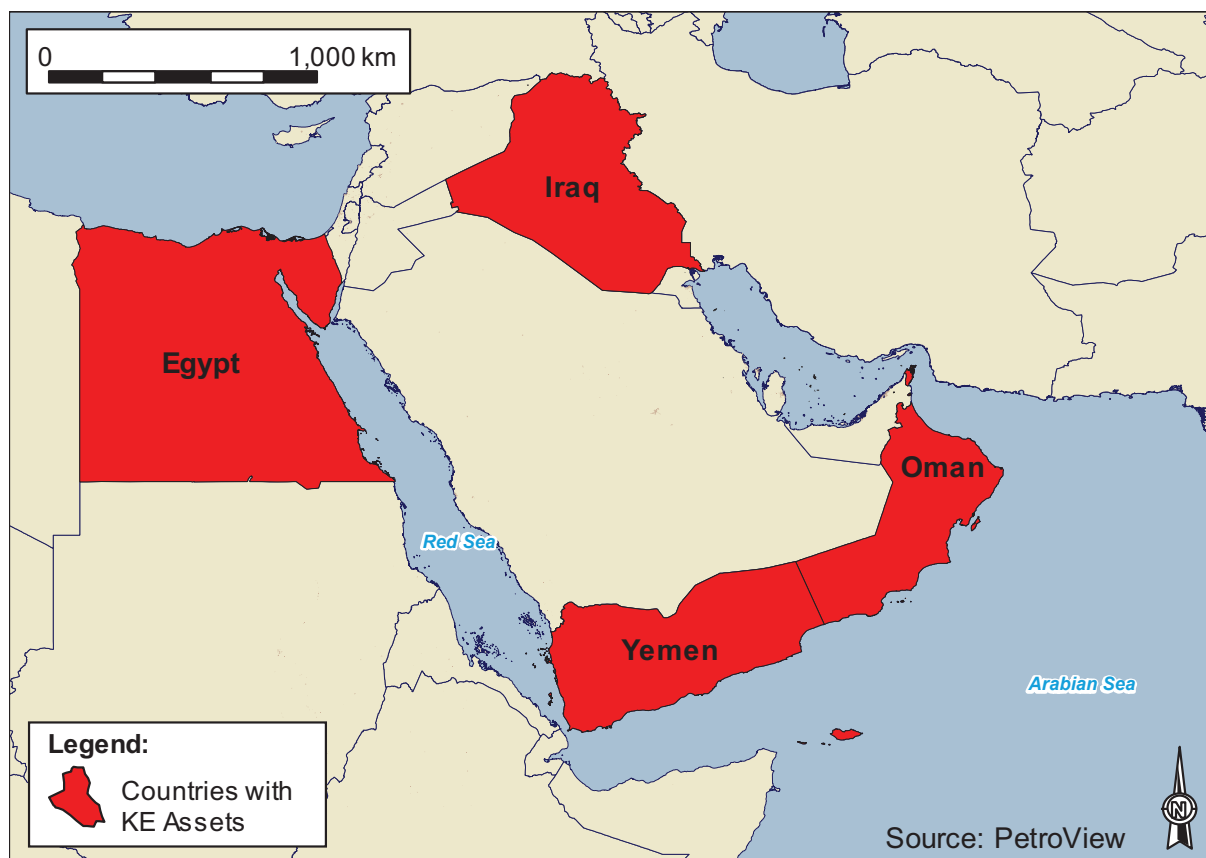 0 1,000 km
Iraq
Egypt
Oman
Red Sea
Yemen
Arabian Sea
Legend:
Countries with
KE Assets
N
Source: PetroView